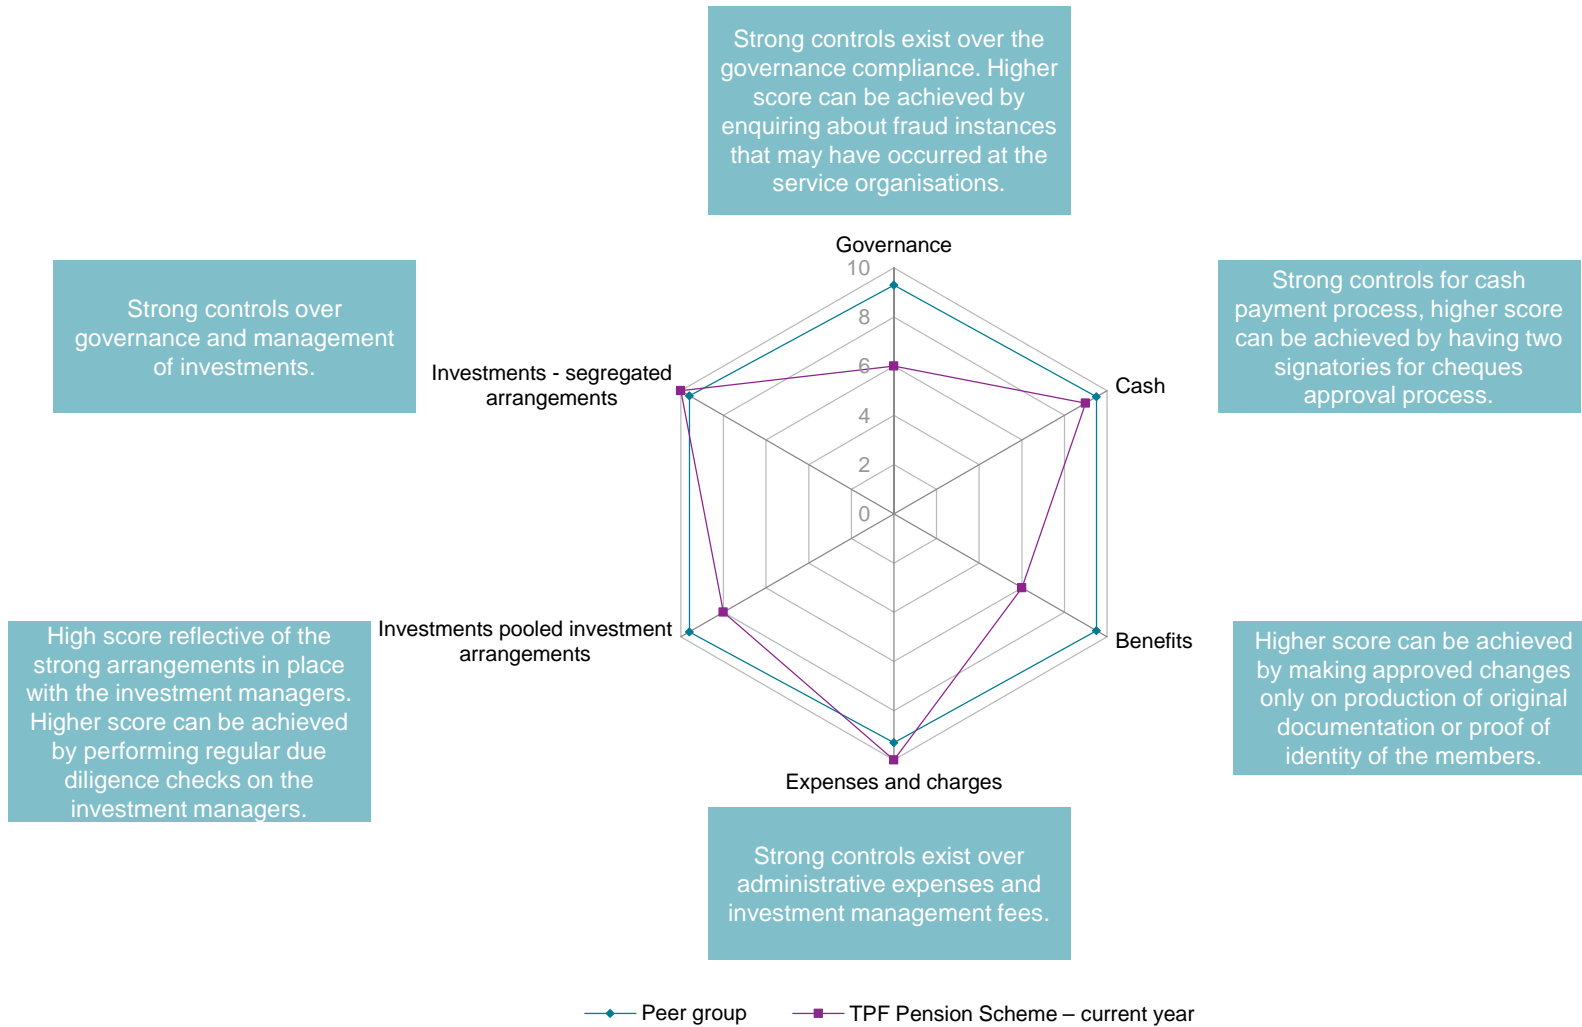 Strong controls exist over the
governance compliance. Higher
score can be achieved by
enquiring about fraud instances
that may have occurred at the
service organisations.
Strong controls over
governance and management
of investments.
Strong controls for cash
payment process, higher score
can be achieved by having two
signatories for cheques
approval process.
Governance
10
8
6
4
2
0
Investments - segregated
arrangements
Cash
Investments pooled investment
arrangements
Benefits
Expenses and charges
High score reflective of the
strong arrangements in place
with the investment managers.
Higher score can be achieved
by performing regular due
diligence checks on the
investment managers.
Higher score can be achieved
by making approved changes
only on production of original
documentation or proof of
identity of the members.
Strong controls exist over
administrative expenses and
investment management fees.
Peer group
TPF Pension Scheme – current year